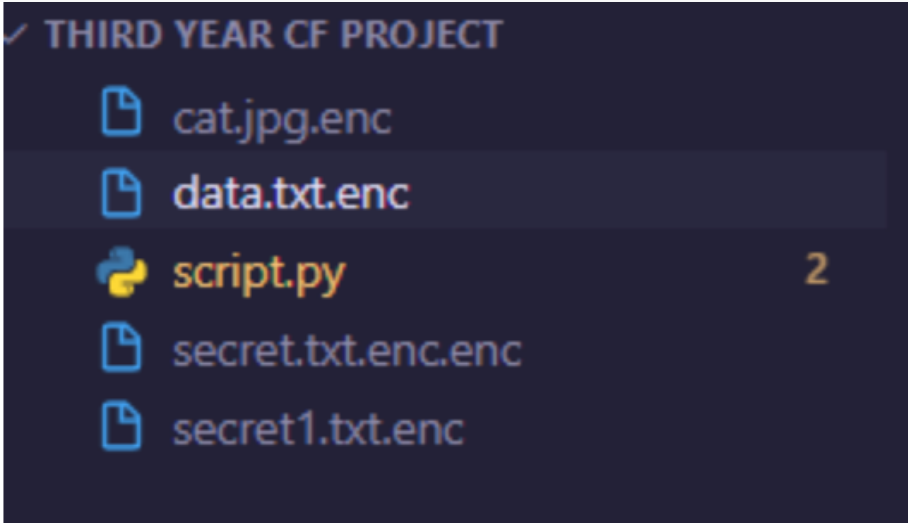 THIRD YEAR CF PROJECT
cat.jpg.enc
data.txt.enc
script.py 2
secret.txt.enc.enc
secret1.txt.enc